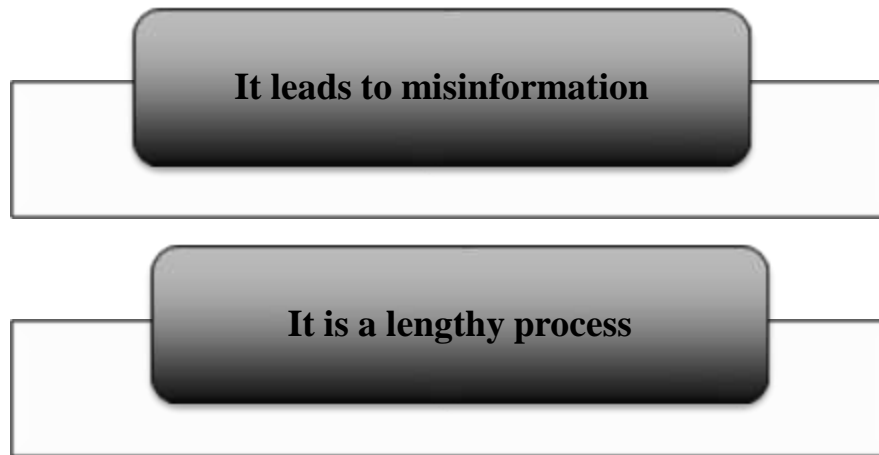 It leads to misinformation
It is a lengthy process